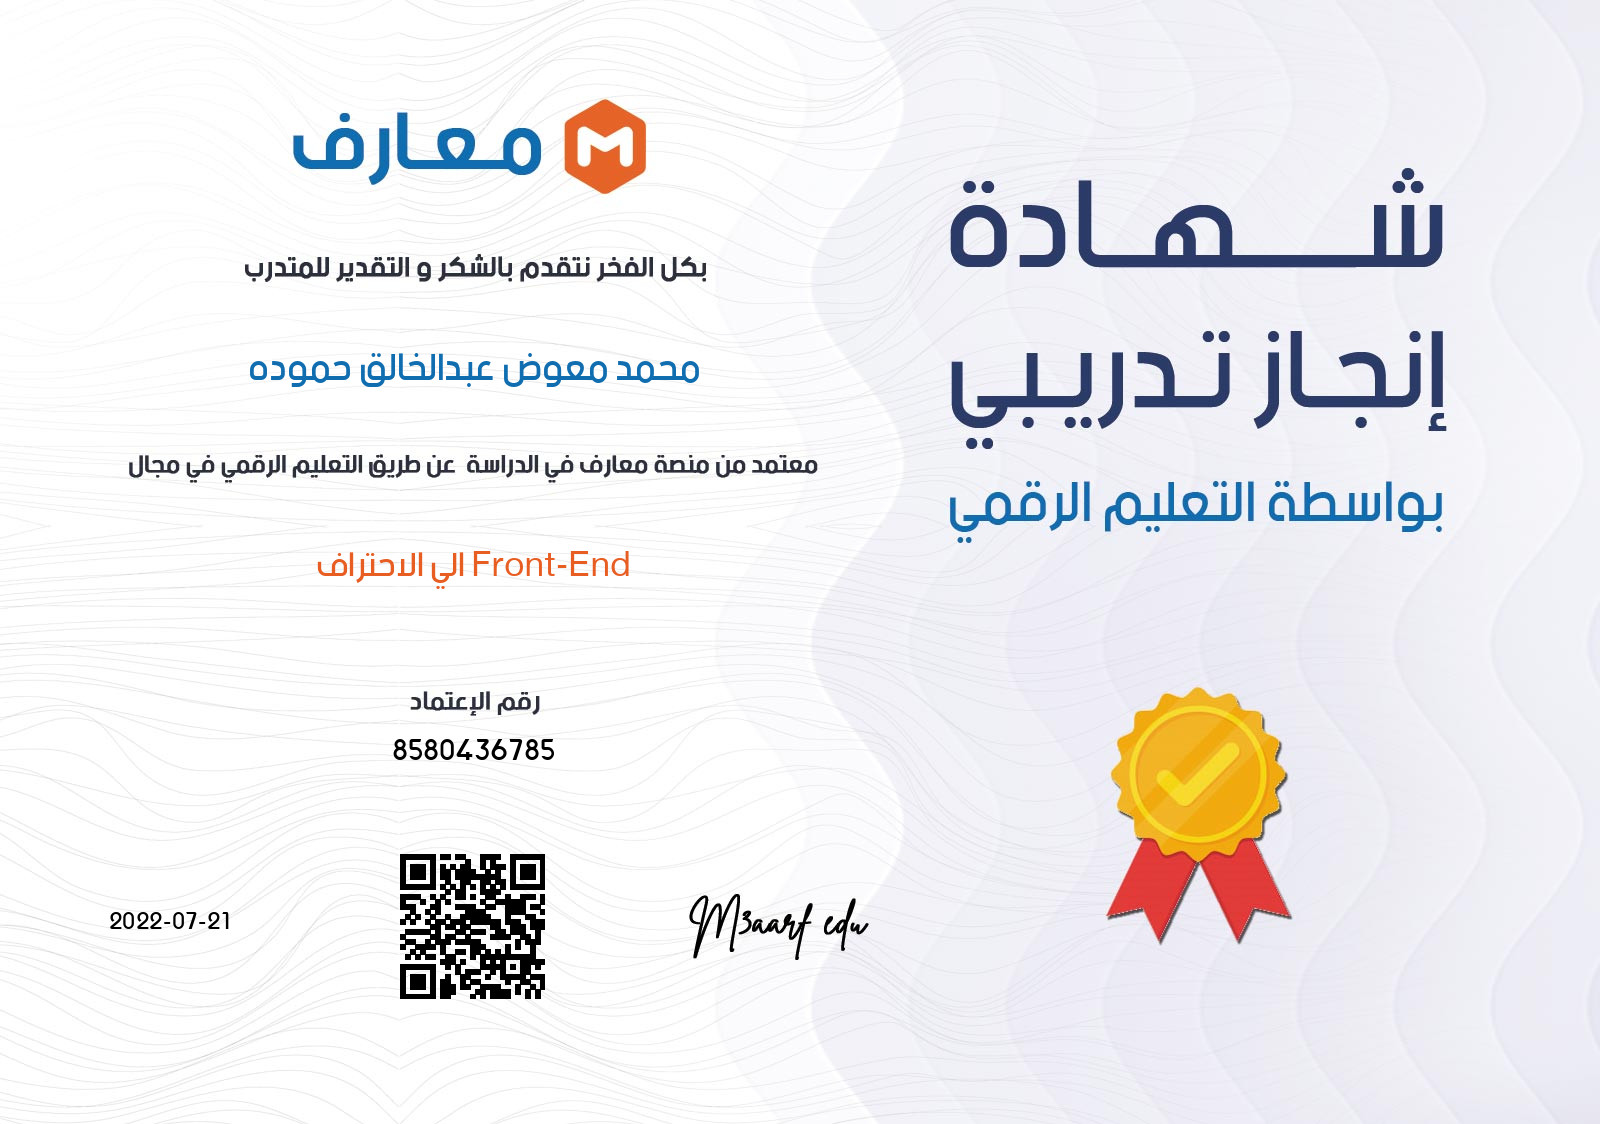 شهادة
إنجاز تدريبي
بواسطة التعليم الرقمي
معارف
بكل الفخر نتقدم بالشكر و التقدير للمتدرب
محمد معوض عبدالخالق حموده
معتمد من منصة معارف في الدراسة عن طريق التعليم الرقمي في مجال
Front-End الي الاحتراف
رقم الإعتماد
8580436785
2022-07-21
M3aarf edu